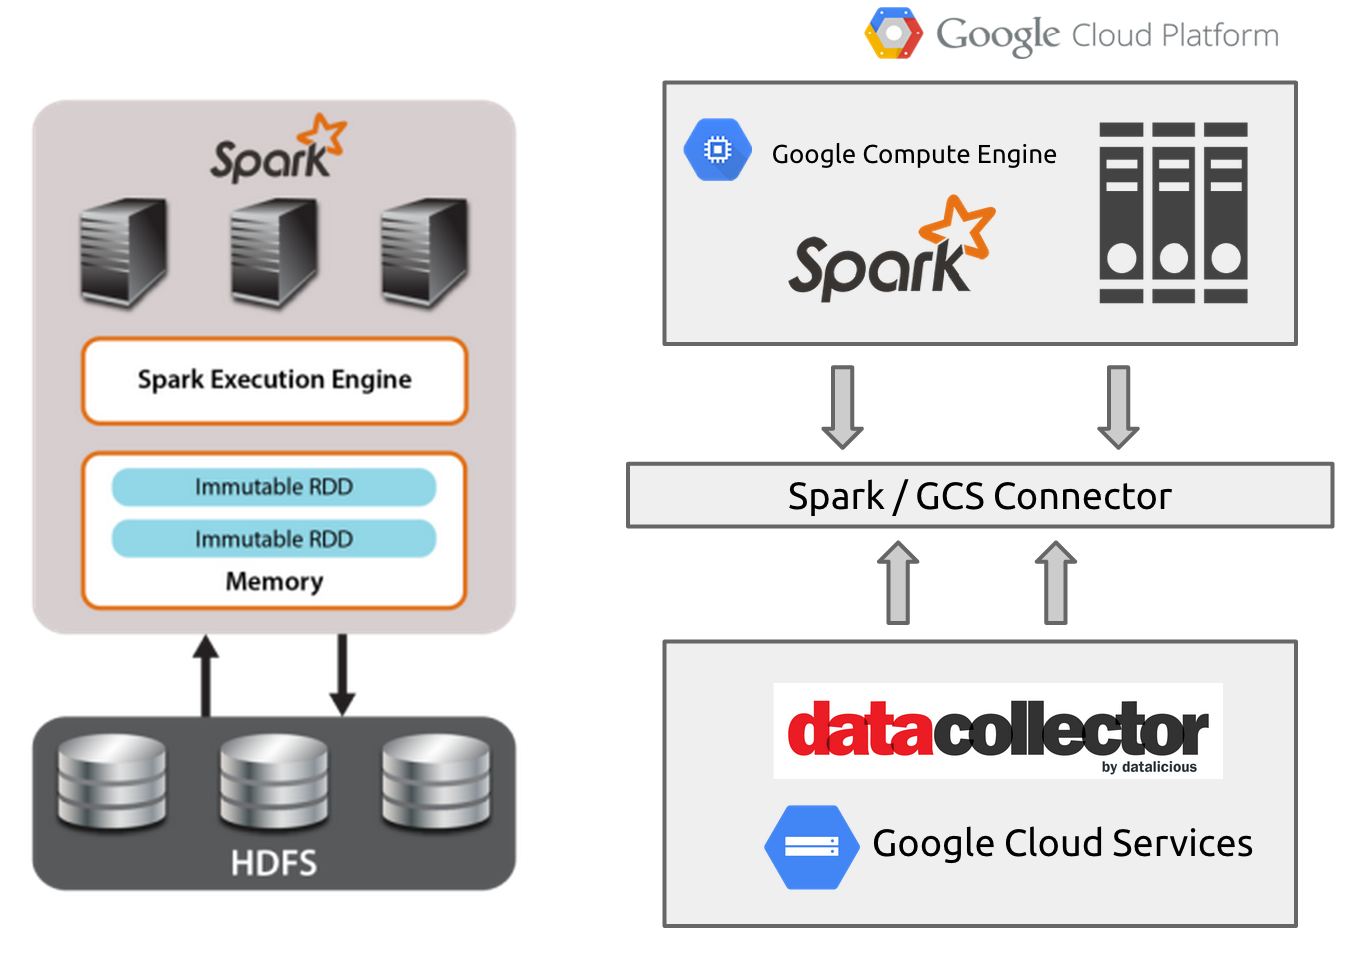 Spark
Spark Execution Engine
Immutable RDD
Immutable RDD
Memory
HDFS
Google Cloud Platform
Google Compute Engine
Spark
Spark / GCS Connector
datacollector
by datalicious
Google Cloud Services